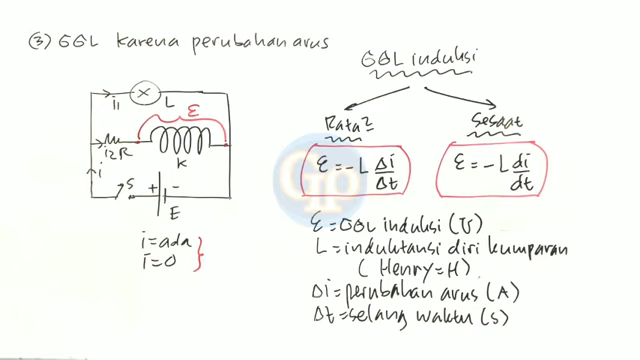 ③ GGL karena perubahan arus
GGL induksi
i1
L
ε
i2 R
K
i
S
+ -
E
i = ada
i = 0
Rata2
ε = -L Δi/Δt
Sesaat
ε = -L di/dt
ε = GGL induksi (V)
L = induktansi diri kumparan
(Henry = H)
Δi = perubahan arus (A)
Δt = selang waktu (s)